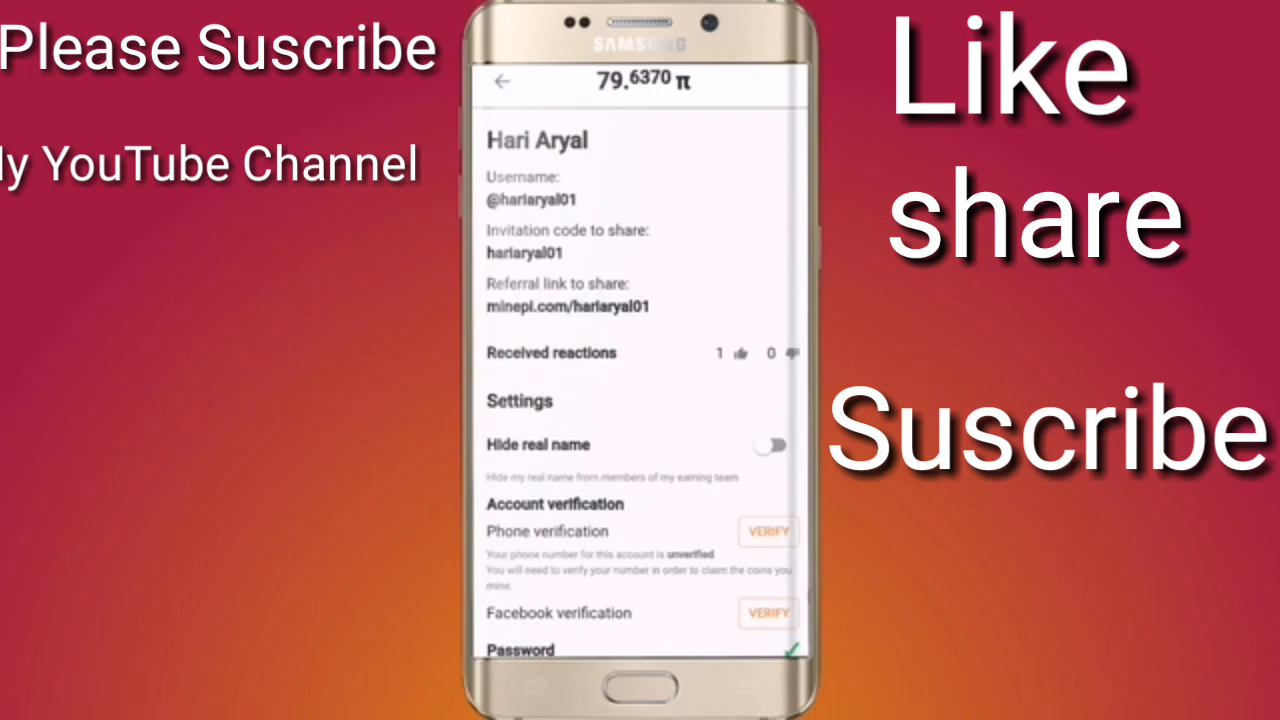 Please Suscribe
My YouTube Channel
SAMSUNG
79.6370 π
Hari Aryal
Username:
@hariaryal01
Invitation code to share:
hariaryal01
Referral link to share:
minepi.com/hariaryal01
Received reactions 1 0
Settings
Hide real name
Hide my real name from members of my earning team
Account verification
Phone verification VERIFY
Your phone number for this account is unverified
You will need to verify your number in order to claim the coins you
mine.
Facebook verification VERIFY
Password
Like
share
Suscribe